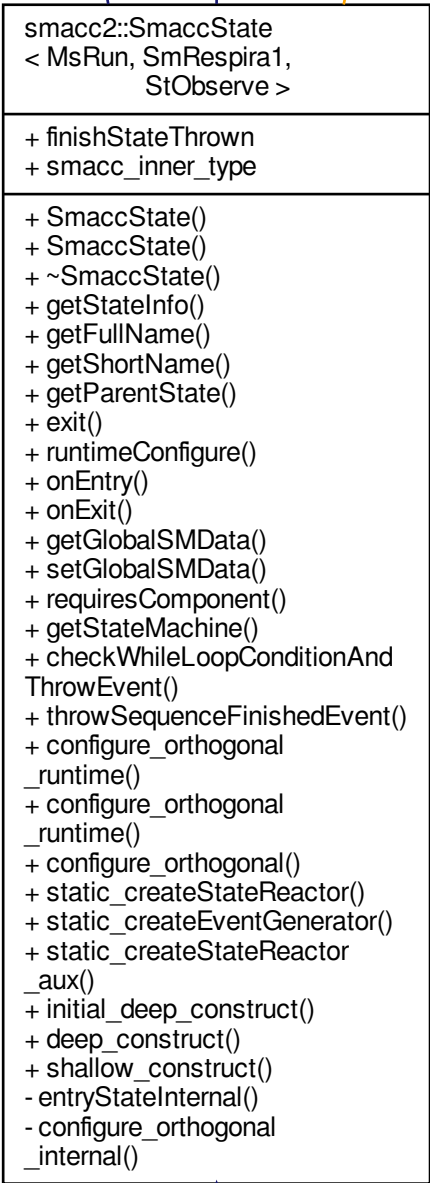 smacc2::SmaccState
< MsRun, SmRespira1,
StObserve >
+ finishStateThrown
+ smacc_inner_type
+ SmaccState()
+ SmaccState()
+ ~SmaccState()
+ getStateInfo()
+ getFullName()
+ getShortName()
+ getParentState()
+ exit()
+ runtimeConfigure()
+ onEntry()
+ onExit()
+ getGlobalSMData()
+ setGlobalSMData()
+ requiresComponent()
+ getStateMachine()
+ checkWhileLoopConditionAnd
ThrowEvent()
+ throwSequenceFinishedEvent()
+ configure_orthogonal
_runtime()
+ configure_orthogonal
_runtime()
+ configure_orthogonal()
+ static_createStateReactor()
+ static_createEventGenerator()
+ static_createStateReactor
_aux()
+ initial_deep_construct()
+ deep_construct()
+ shallow_construct()
- entryStateInternal()
- configure_orthogonal
_internal()